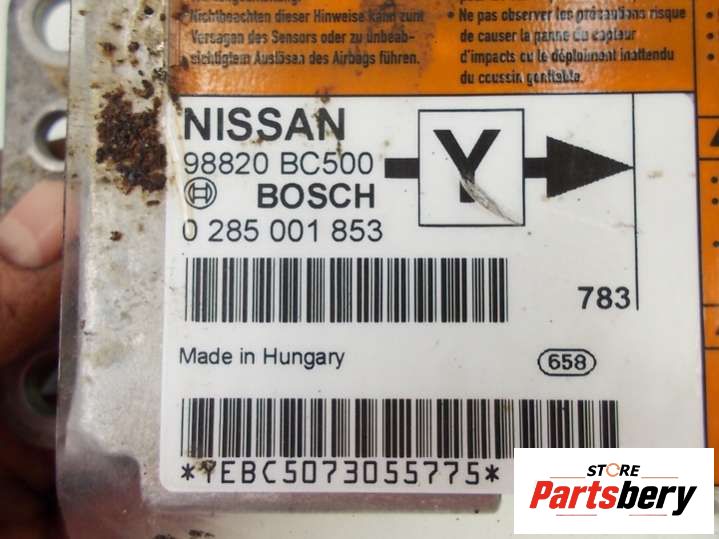 Nichtbeachten dieser Hinweise kann zum
Versagen des Sensors oder zu unbeab-
sichtigtem Auslösen des Airbags führen.
• Ne pas observer les précautions risque
de causer la panne du capteur
d'impacts ou le déploiement inattendu
du coussin gonflable.
NISSAN
98820 BC500
Y
BOSCH
0 285 001 853
783
Made in Hungary
658
*YEBC5073055775*
STORE
Partsbery